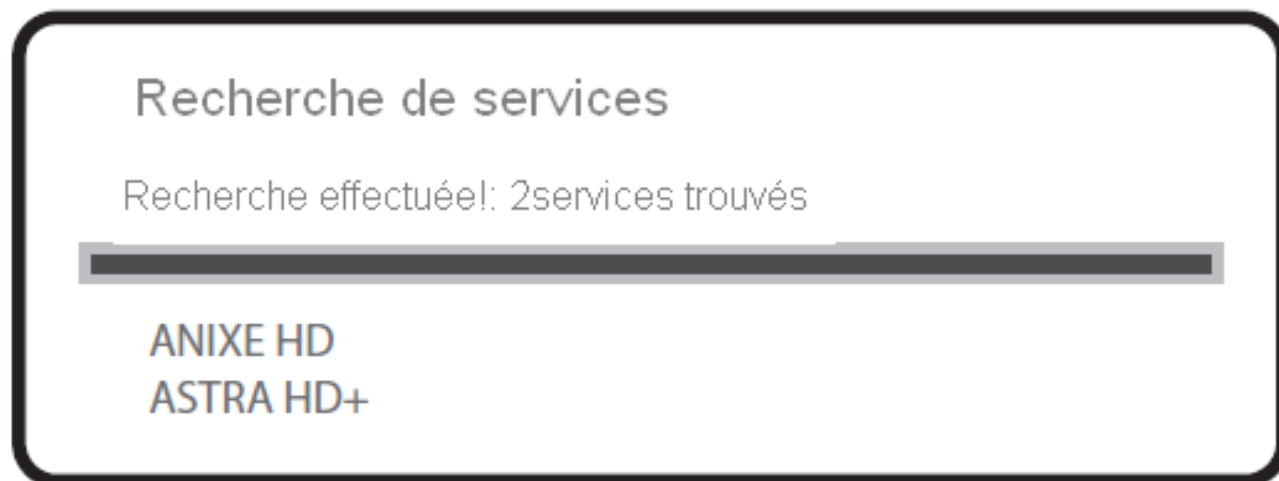 Recherche de services
Recherche effectuée!: 2services trouvés
ANIXE HD
ASTRA HD+